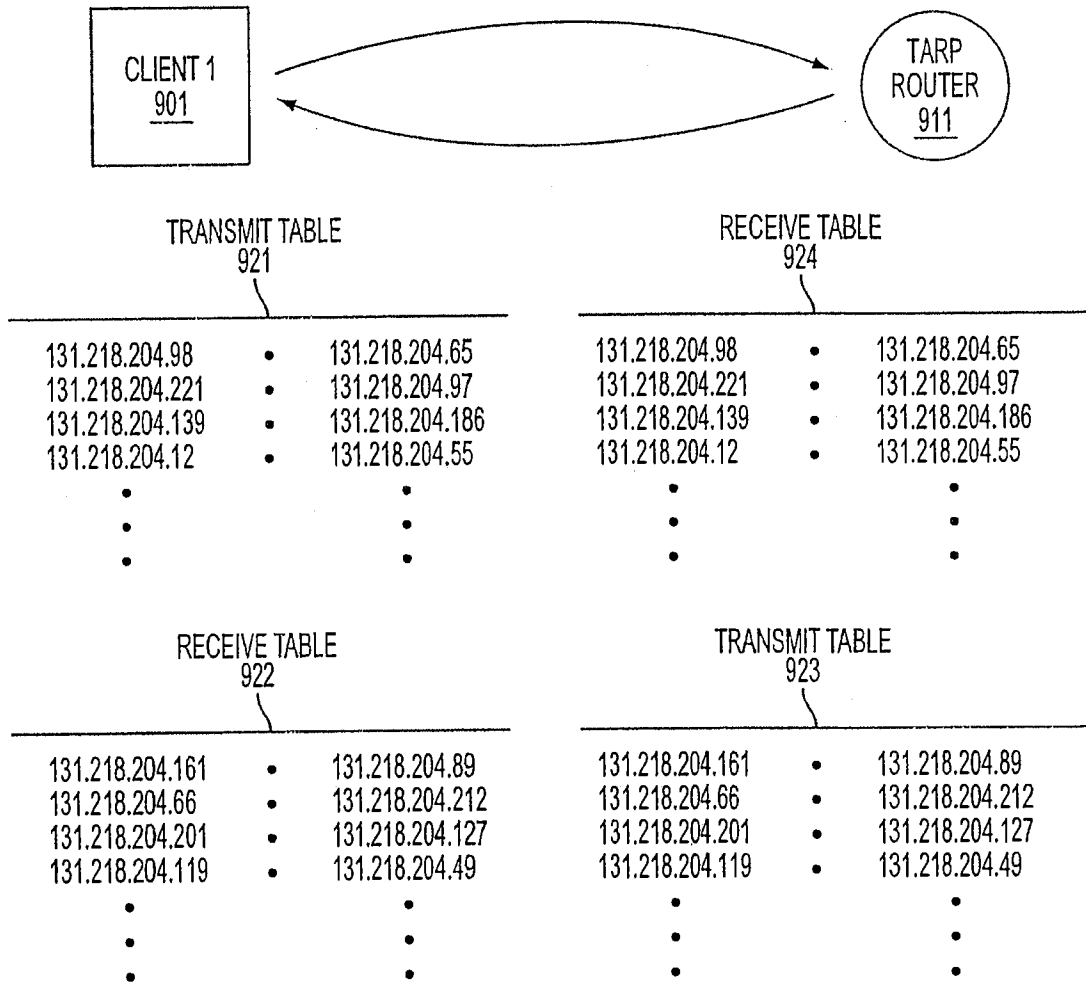 CLIENT 1
901
TARP
ROUTER
911
TRANSMIT TABLE
921
131.218.204.98 • 131.218.204.65
131.218.204.221 • 131.218.204.97
131.218.204.139 • 131.218.204.186
131.218.204.12 • 131.218.204.55
RECEIVE TABLE
924
131.218.204.98 • 131.218.204.65
131.218.204.221 • 131.218.204.97
131.218.204.139 • 131.218.204.186
131.218.204.12 • 131.218.204.55
RECEIVE TABLE
922
131.218.204.161 • 131.218.204.89
131.218.204.66 • 131.218.204.212
131.218.204.201 • 131.218.204.127
131.218.204.119 • 131.218.204.49
TRANSMIT TABLE
923
131.218.204.161 • 131.218.204.89
131.218.204.66 • 131.218.204.212
131.218.204.201 • 131.218.204.127
131.218.204.119 • 131.218.204.49